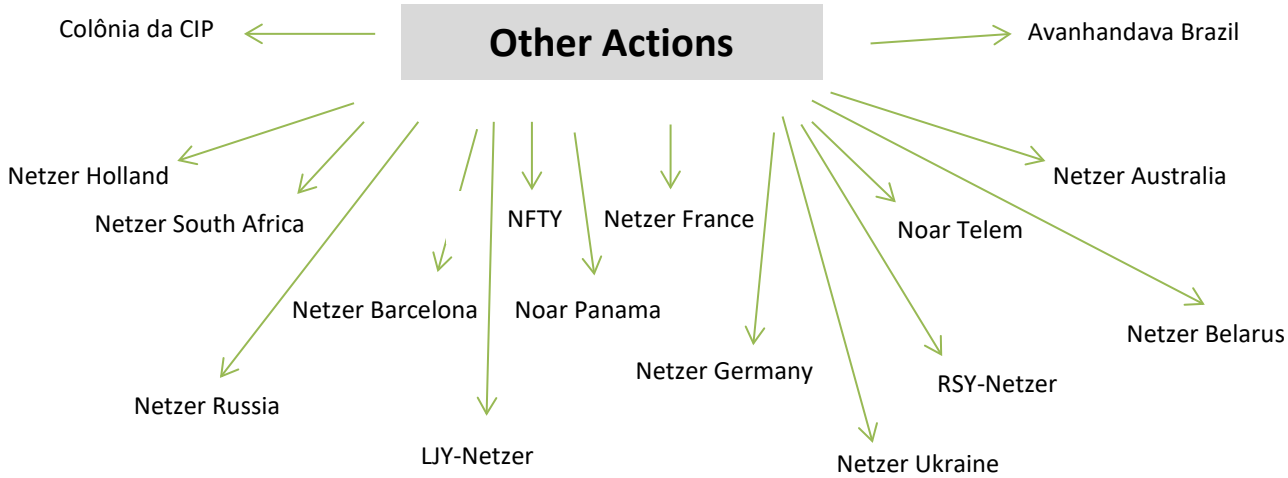 Colônia da CIP
Other Actions
Avanhandava Brazil
Netzer Holland
Netzer Australia
Netzer South Africa
NFTY
Netzer France
Noar Telem
Netzer Barcelona
Noar Panama
Netzer Belarus
Netzer Germany
RSY-Netzer
Netzer Russia
LJY-Netzer
Netzer Ukraine